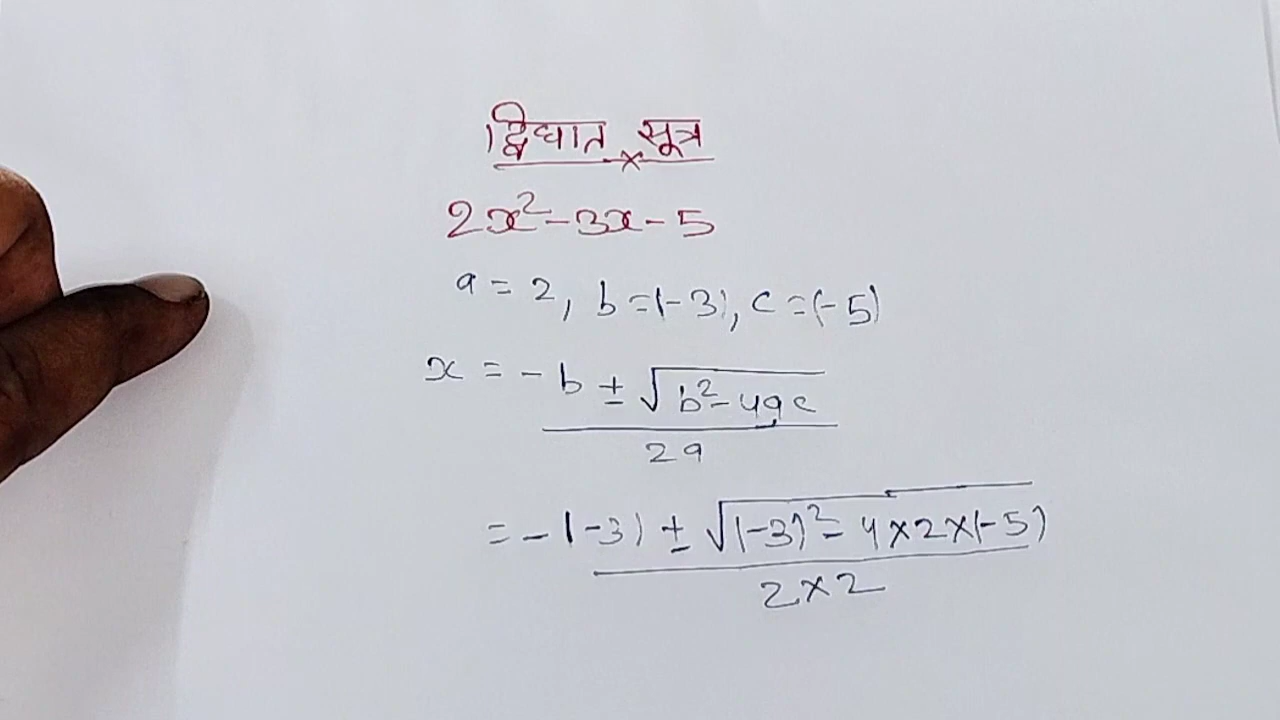 द्विघात सूत्र
2x² - 3x - 5
a = 2, b = (-3), c = (-5)
x = -b ± √b² - 4ac
2a
= -(-3) ± √(-3)² - 4×2×(-5)
2×2